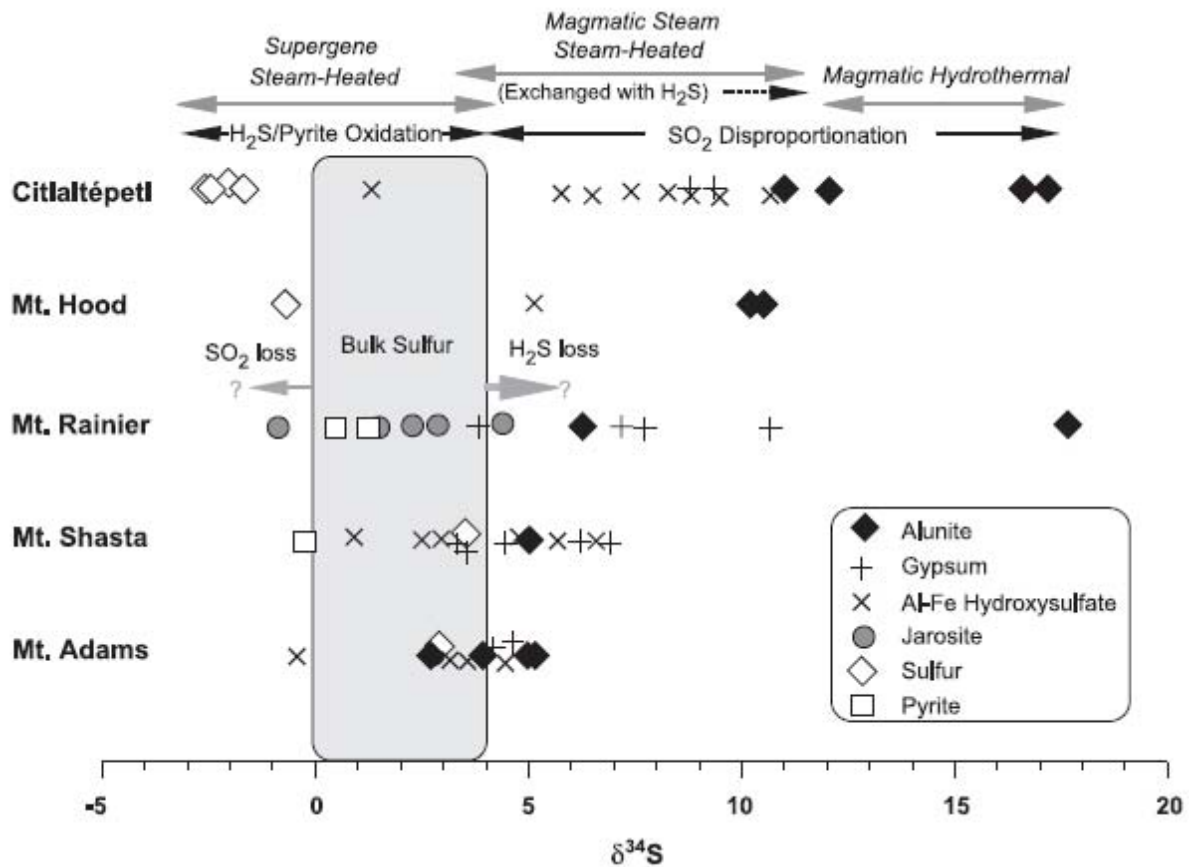 Magmatic Steam
Supergene Steam-Heated
Steam-Heated (Exchanged with H₂S) Magmatic Hydrothermal
H₂S/Pyrite Oxidation SO₂ Disproportionation
Citlaltépetl
Mt. Hood
SO₂ loss Bulk Sulfur H₂S loss
? ?
Mt. Rainier
Mt. Shasta
Mt. Adams
Alunite
Gypsum
Al-Fe Hydroxysulfate
Jarosite
Sulfur
Pyrite
-5 0 5 10 15 20
δ³⁴S